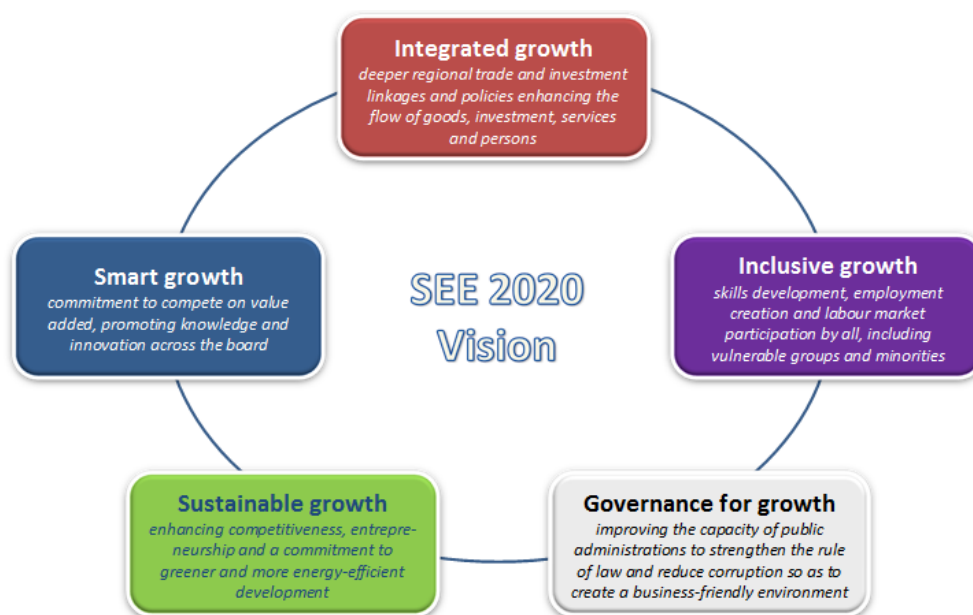 Integrated growth
deeper regional trade and investment
linkages and policies enhancing the
flow of goods, investment, services
and persons
Smart growth
commitment to compete on value
added, promoting knowledge and
innovation across the board
SEE 2020
Vision
Inclusive growth
skills development, employment
creation and labour market
participation by all, including
vulnerable groups and minorities
Sustainable growth
enhancing competitiveness, entrepre-
neurship and a commitment to
greener and more energy-efficient
development
Governance for growth
improving the capacity of public
administrations to strengthen the rule
of law and reduce corruption so as to
create a business-friendly environment